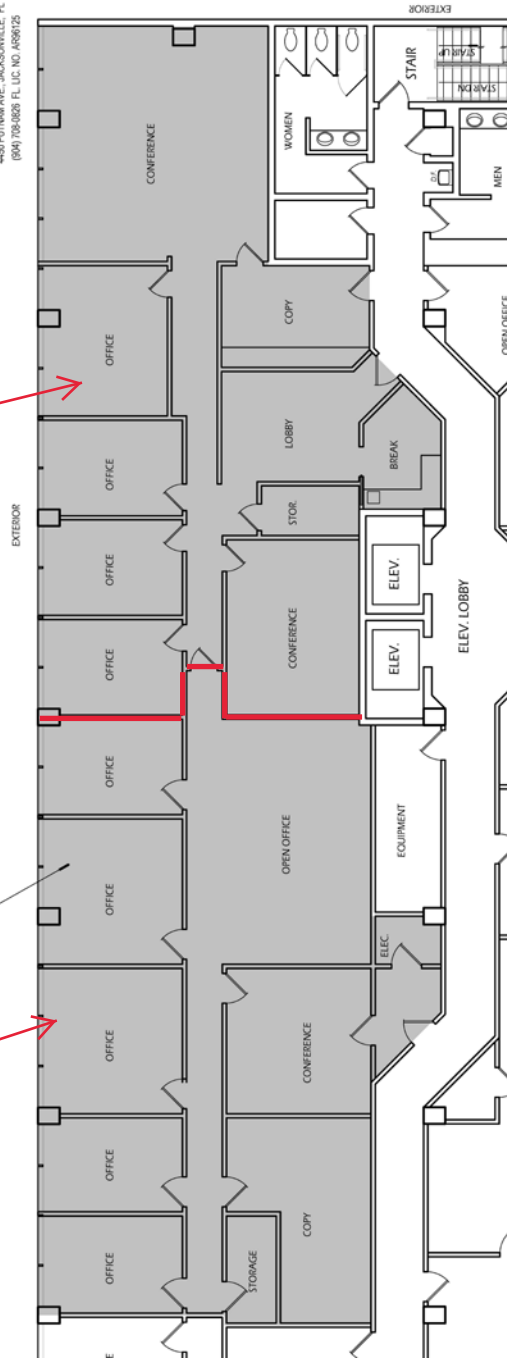 EXTERIOR
(904) 708-0826 FL. LIC. NO. AR96125
STAIR
STAIR UP
STAIR DN
WOMEN
CONFERENCE
D.F.
MEN
COPY
OFFICE
OPEN OFFICE
LOBBY
BREAK
OFFICE
STOR.
EXTERIOR
OFFICE
ELEV.
ELEV. LOBBY
CONFERENCE
OFFICE
ELEV.
OFFICE
EQUIPMENT
OPEN OFFICE
OFFICE
ELEC.
OFFICE
CONFERENCE
OFFICE
COPY
OFFICE
STORAGE